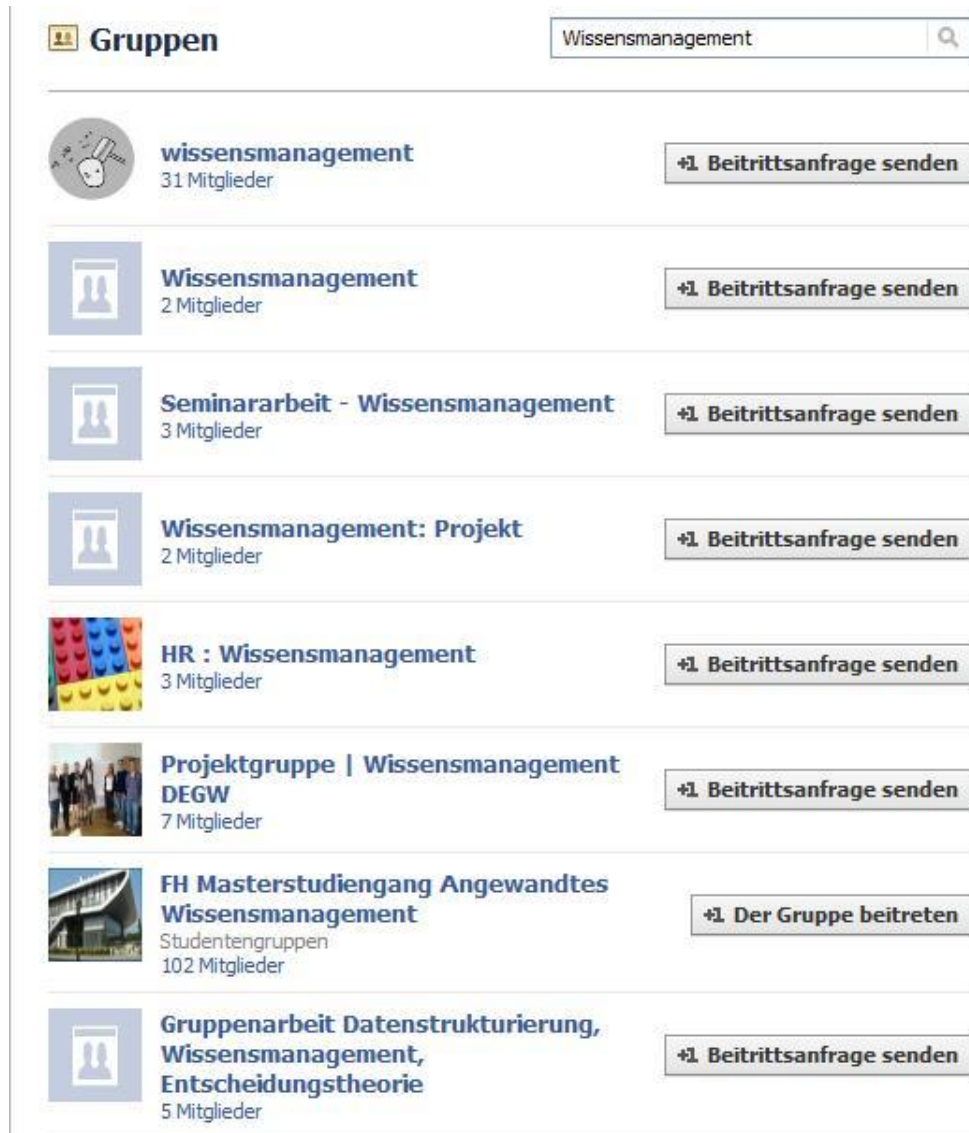 Gruppen
Wissensmanagement
wissensmanagement
31 Mitglieder
+1 Beitrittsanfrage senden
Wissensmanagement
2 Mitglieder
+1 Beitrittsanfrage senden
Seminararbeit - Wissensmanagement
3 Mitglieder
+1 Beitrittsanfrage senden
Wissensmanagement: Projekt
2 Mitglieder
+1 Beitrittsanfrage senden
HR : Wissensmanagement
3 Mitglieder
+1 Beitrittsanfrage senden
Projektgruppe | Wissensmanagement
DEGW
7 Mitglieder
+1 Beitrittsanfrage senden
FH Masterstudiengang Angewandtes
Wissensmanagement
Studentengruppen
102 Mitglieder
+1 Der Gruppe beitreten
Gruppenarbeit Datenstrukturierung,
Wissensmanagement,
Entscheidungstheorie
5 Mitglieder
+1 Beitrittsanfrage senden